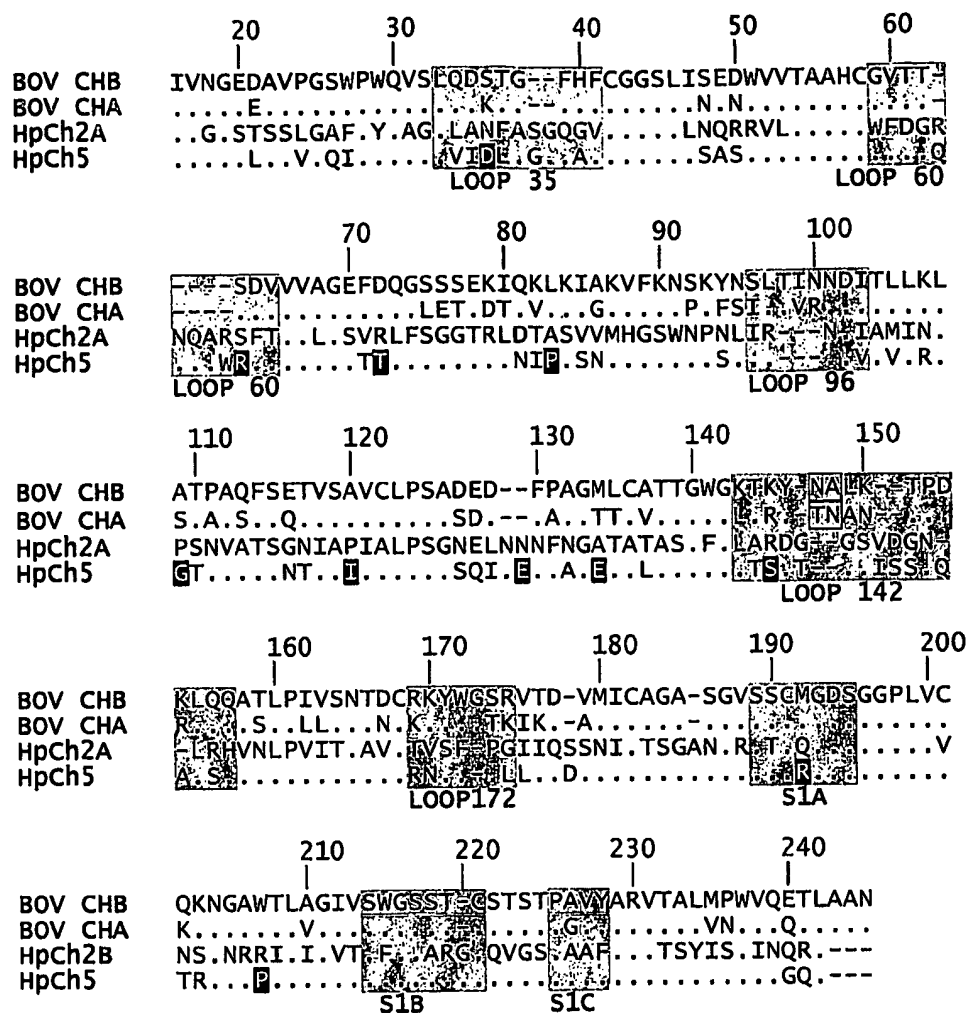 20 30 40 50 60
BOV CHB IVNGEDAVPGSWPWQVSLQDSTG--FHFCGGSLISEDWVVTAAHCGVTT-
BOV CHA .....E..............K..--.........N.N............-
HpCh2A ..G.STSSLGAF.Y.AG.LANFASGQGV.....LNQRRVL.....WFDGR
HpCh5 .....L..V.QI.....VIDL.G..A.......SAS............Q
LOOP 35 LOOP 60
70 80 90 100
BOV CHB ----SDVVVAGEFDQGSSSEKIQKLKIAKVFKNSKYNSLTINNDITLLKL
BOV CHA ................LET.DT.V...G.....P.FSI..VR........
HpCh2A NQARSFT..L.SVRLFSGGTRLDTASVVMHGSWNPNLIR---N.IAMIN.
HpCh5 ...WR.......TT........NIP.SN.......S....--..V.V.R.
LOOP 60 LOOP 96
110 120 130 140 150
BOV CHB ATPAQFSETVSAVCLPSADED--FPAGMLCATTGWGKTKY-NALK--TPD
BOV CHA S.A.S..Q..........SD.--.A..TT.V.....L.R..TNAN......
HpCh2A PSNVATSGNIAPIALPSGNELNNNFNGATATAS.F.LARDG--GSVDGN-
HpCh5 GT.....NT..I......SQI.E..A.E..L.....TS.T--..ISS.Q
LOOP 142
160 170 180 190 200
BOV CHB KLQQATLPIVSNTDCRKYWGSRVTD-VMICAGA-SGVSSCMGDSGGPLVC
BOV CHA R....S..LL....N.K....TKIK.-A......-................
HpCh2A -LRHVNLPVIT.AV.TVSF-PGIIQSSNI.TSGAN.R.T.Q........V
HpCh5 A.S............RN...LL..D............R.........
LOOP172 S1A
210 220 230 240
BOV CHB QKNGAWTLAGIVSWGSST-CSTSTPAVYARVTALMPWVQETLAAN
BOV CHA K.......V.................G........VN...Q.....
HpCh2B NS.NRRI.I.VT.F..ARG.QVGS.AAF...TSYIS.INQR.---
HpCh5 TR...P.................................GQ.---
S1B S1C